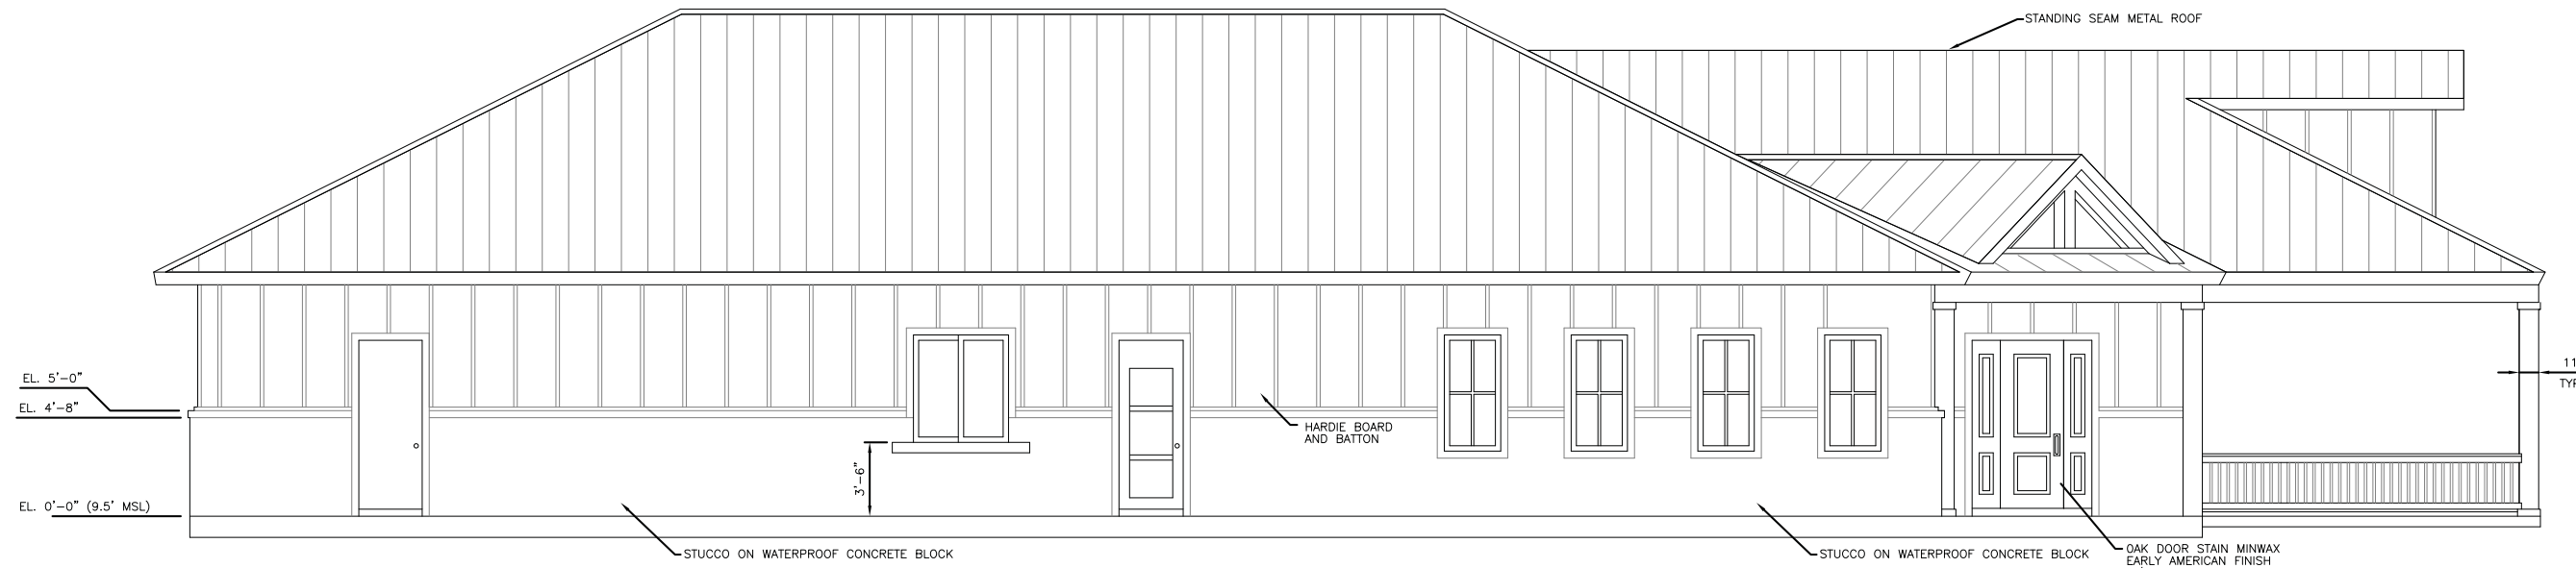 STANDING SEAM METAL ROOF
EL. 5'-0"
EL. 4'-8"
11
TYP
HARDIE BOARD
AND BATTON
3'-6"
EL. 0'-0" (9.5' MSL)
STUCCO ON WATERPROOF CONCRETE BLOCK
STUCCO ON WATERPROOF CONCRETE BLOCK
OAK DOOR STAIN MINWAX
EARLY AMERICAN FINISH